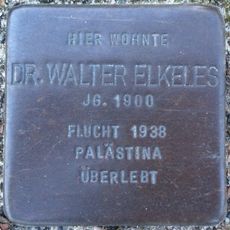 HIER WOHNTE
DR. WALTER ELKELES
JG. 1900
FLUCHT 1938
PALÄSTINA
ÜBERLEBT